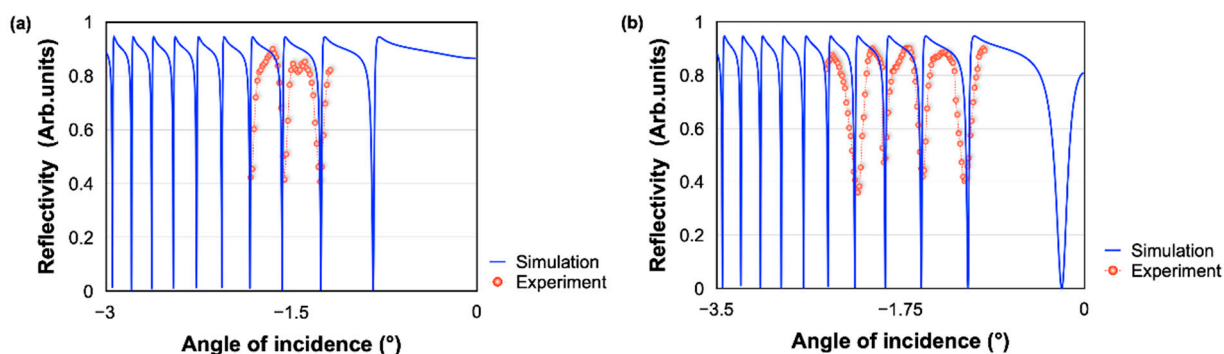 (a)
Reflectivity (Arb.units)
1
0.8
0.6
0.4
0.2
0
−3
−1.5
0
Angle of incidence (°)
Simulation
Experiment
(b)
Reflectivity (Arb.units)
1
0.8
0.6
0.4
0.2
0
−3.5
−1.75
0
Angle of incidence (°)
Simulation
Experiment